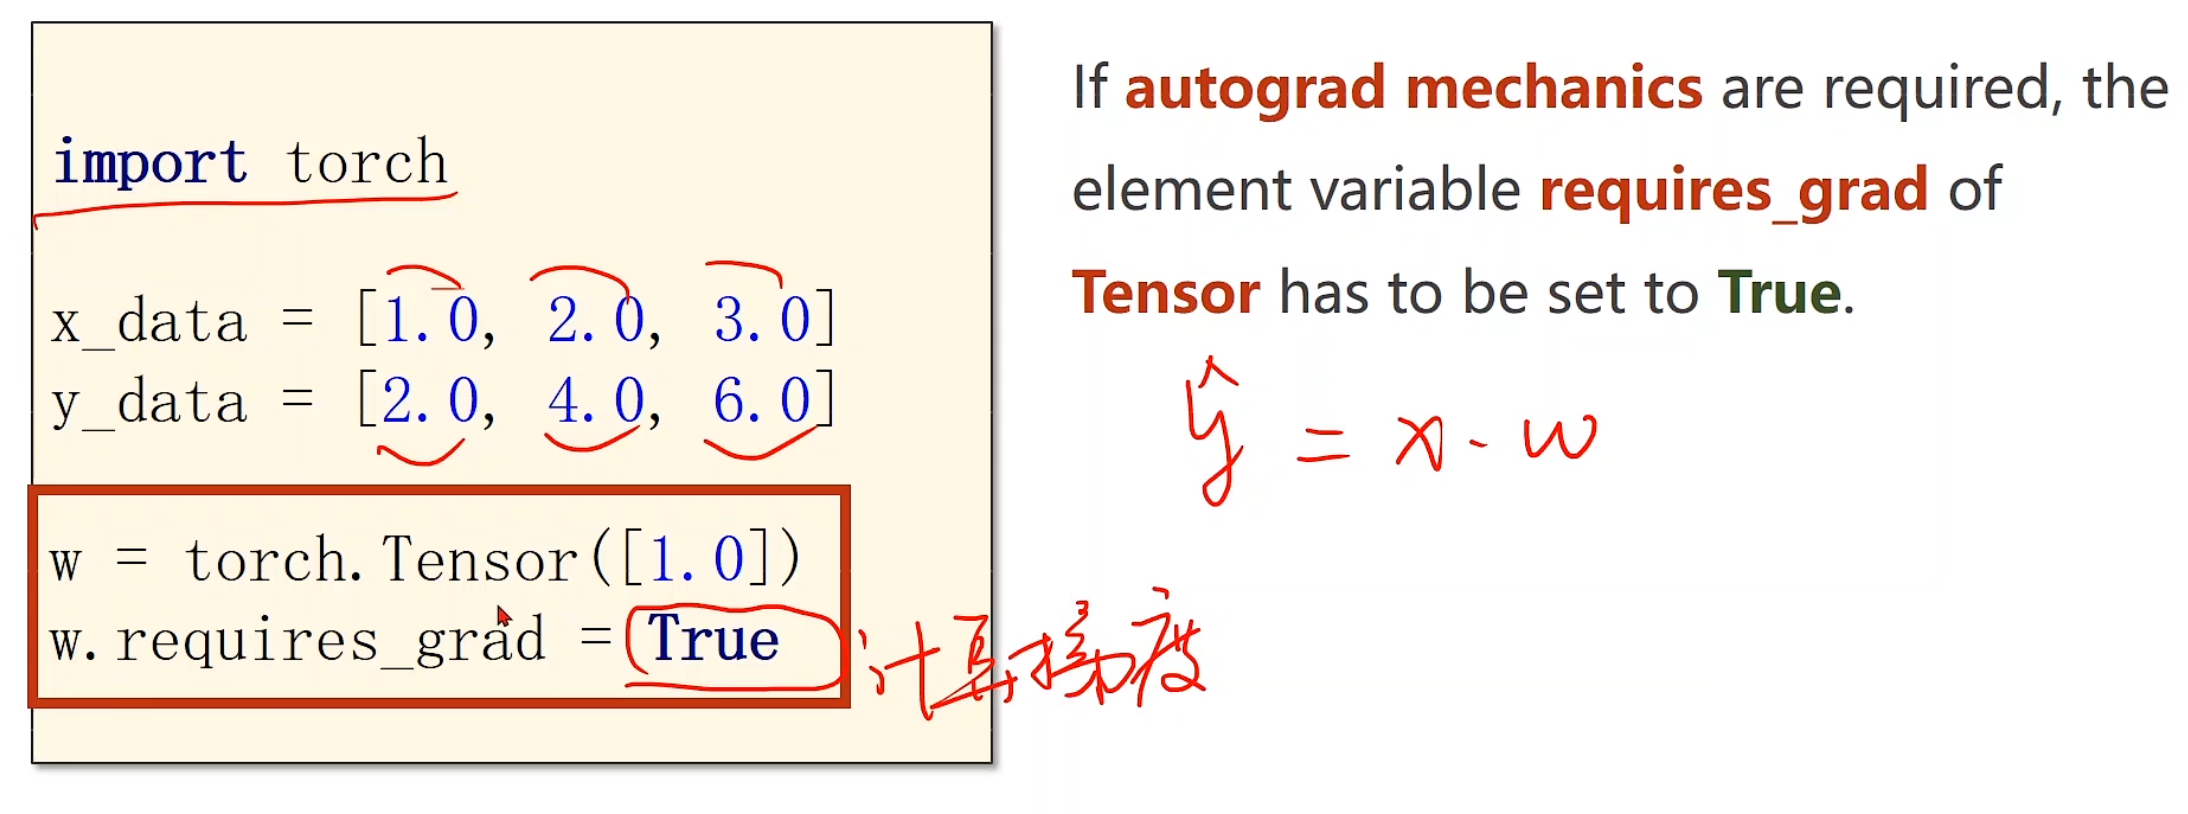 import torch
x_data = [1.0, 2.0, 3.0]
y_data = [2.0, 4.0, 6.0]
w = torch.Tensor([1.0])
w.requires_grad = True
计算梯度
If autograd mechanics are required, the
element variable requires_grad of
Tensor has to be set to True.
ŷ = x · w